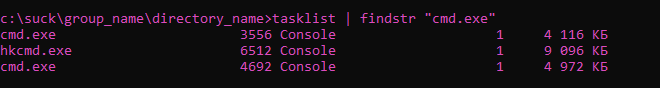 c:\suck\group_name\directory_name>tasklist | findstr "cmd.exe"
cmd.exe                       3556 Console                    1     4 116 КБ
hkcmd.exe                     6512 Console                    1     9 096 КБ
cmd.exe                       4692 Console                    1     4 972 КБ